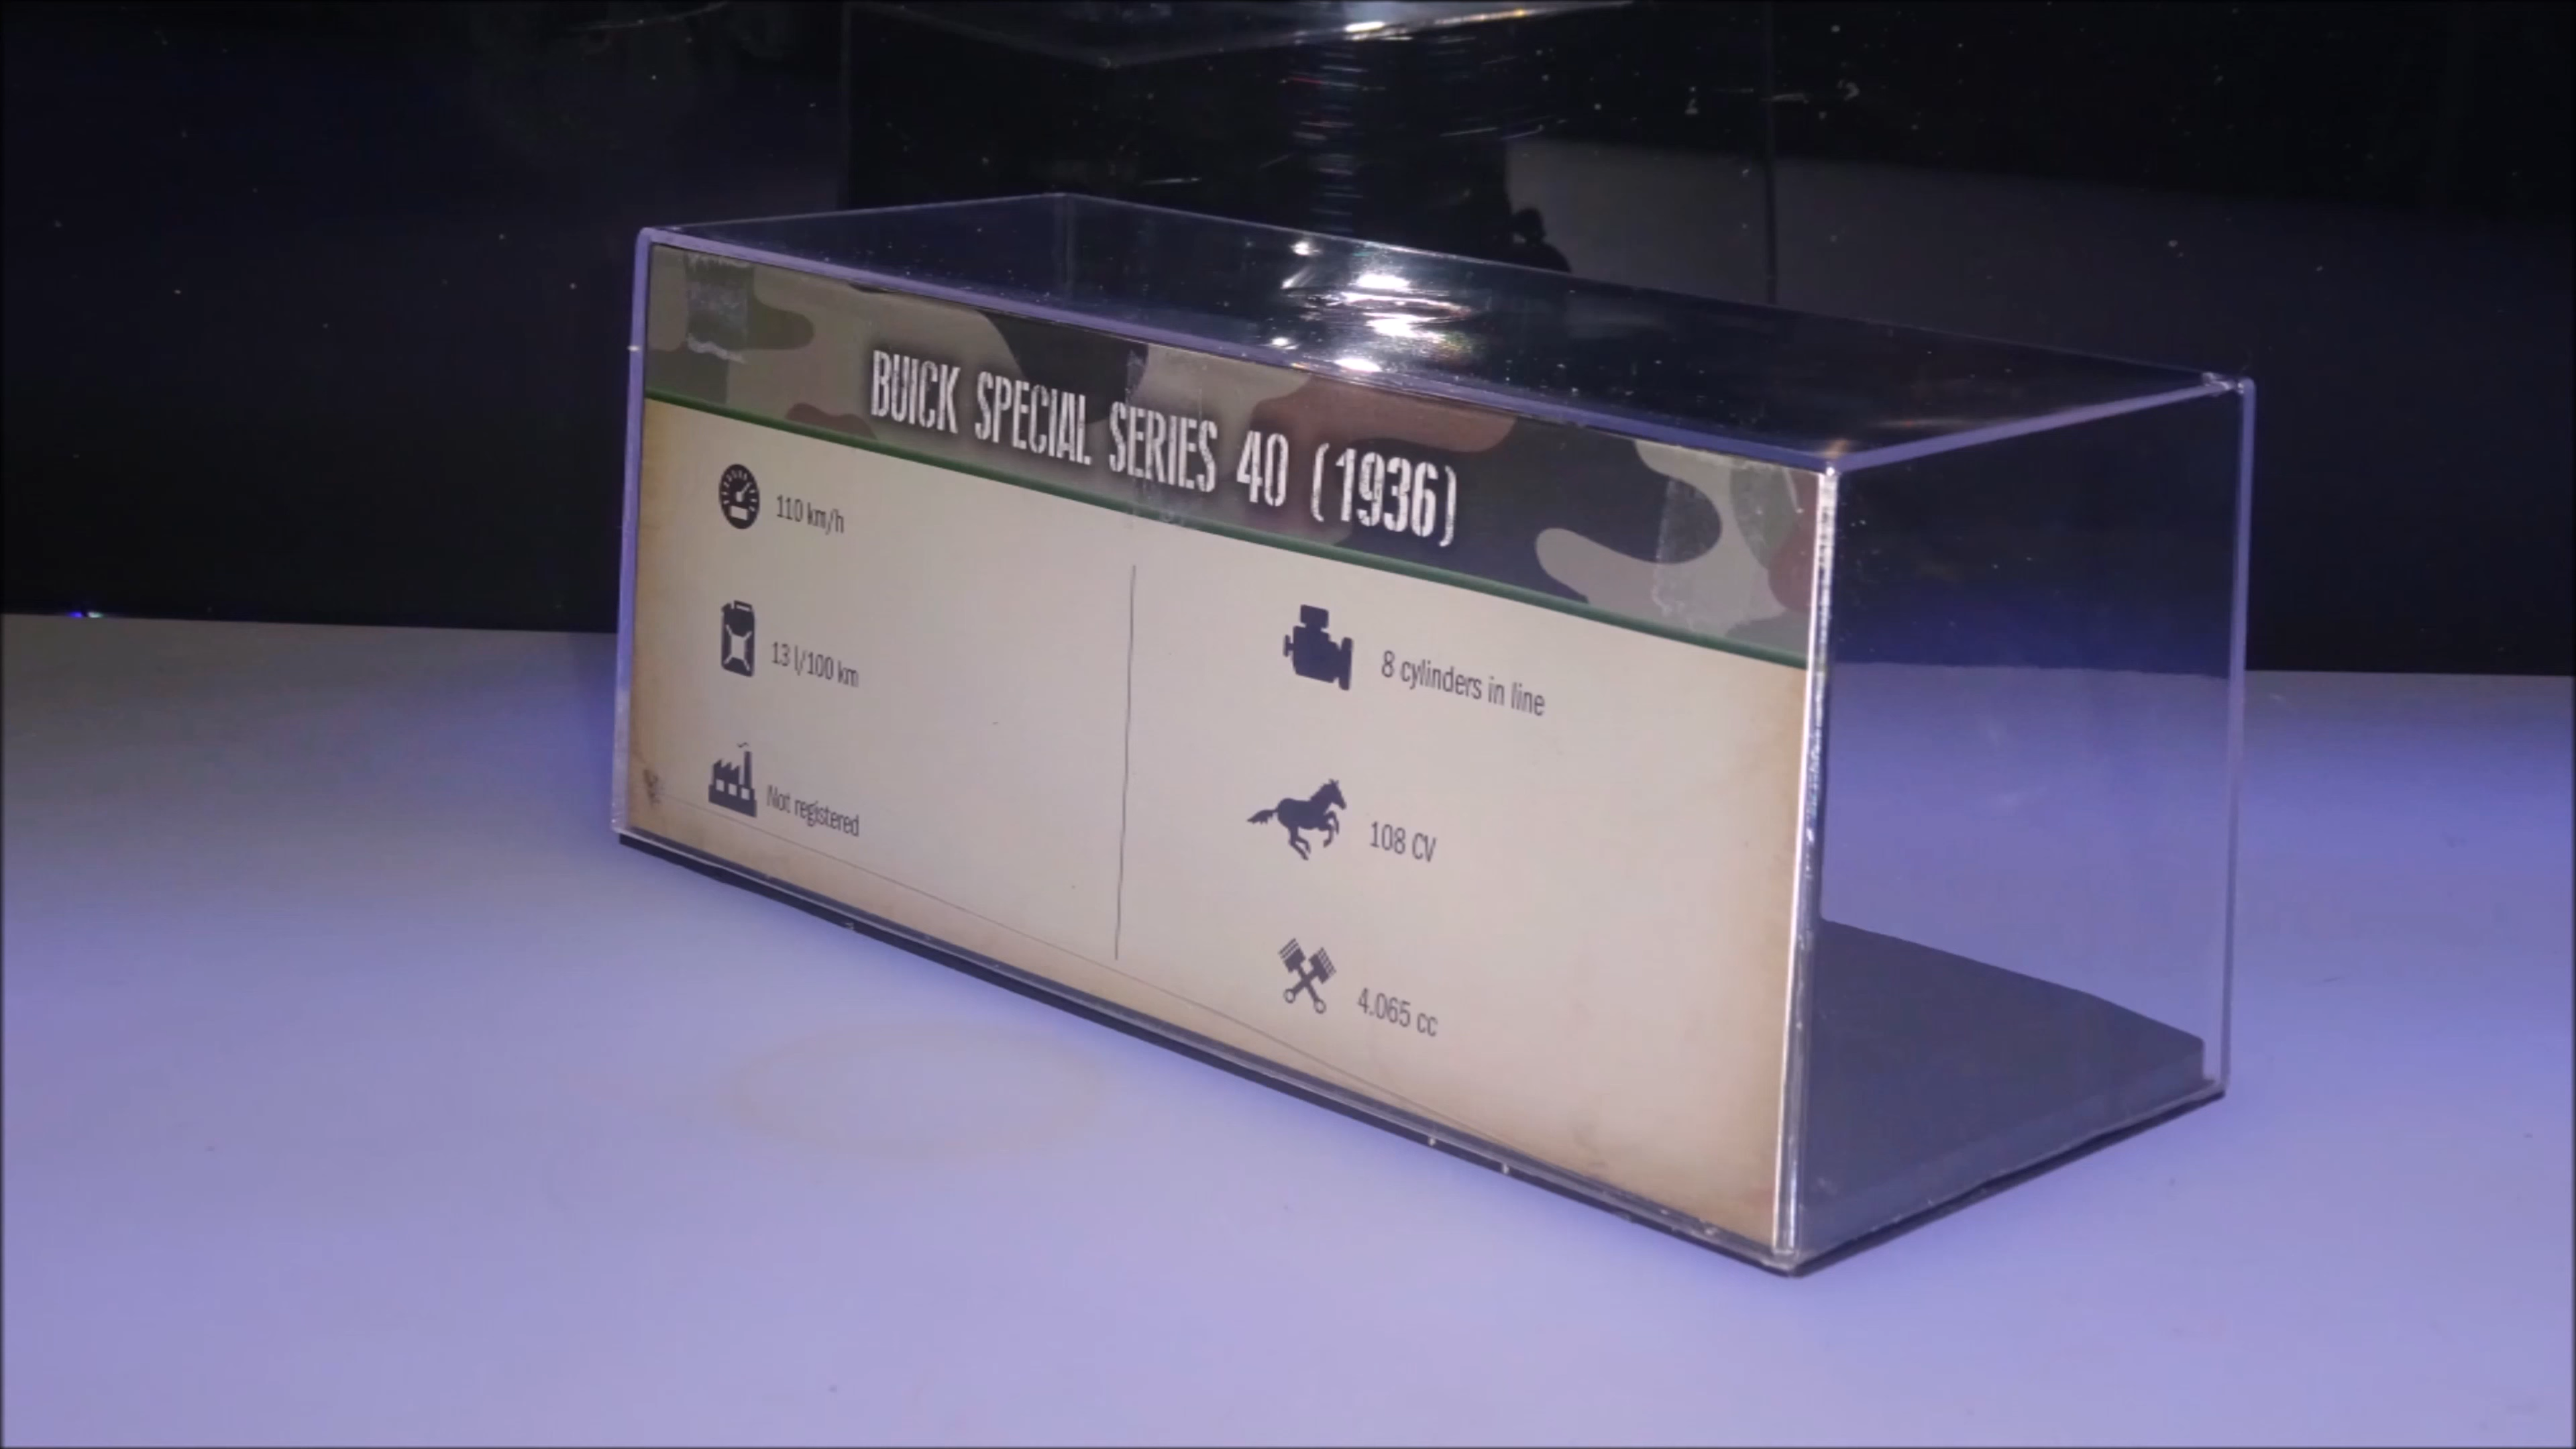 BUICK SPECIAL SERIES 40 (1936)
110 km/h
13 l/100 km
Not registered
8 cylinders in line
108 CV
4.065 cc